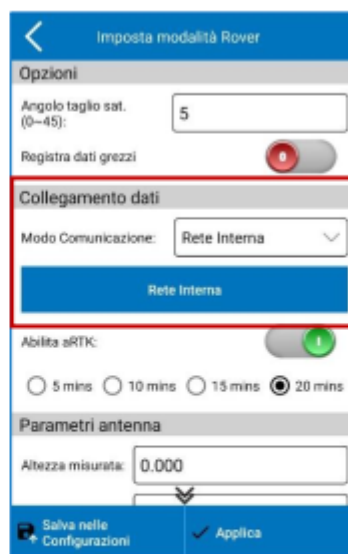 Imposta modalità Rover
Opzioni
Angolo taglio sat.
(0~45):
5
Registra dati grezzi
Collegamento dati
Modo Comunicazione: Rete Interna
Rete Interna
Abilita aRTK:
5 mins 10 mins 15 mins 20 mins
Parametri antenna
Altezza misurata: 0.000
Salva nelle
Configurazioni
Applica